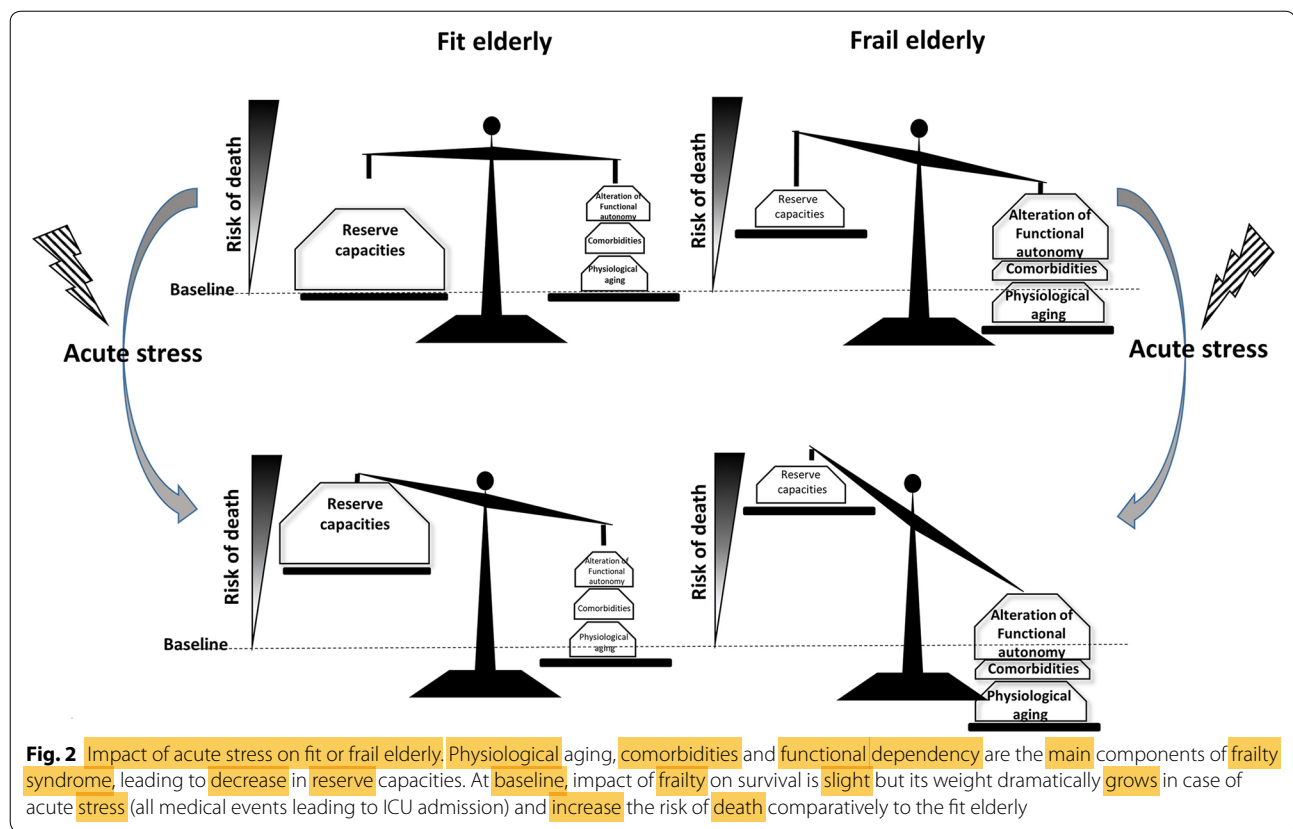 Fit elderly
Frail elderly
Risk of death
Reserve
capacities
Alteration of
Functional
autonomy
Comorbidities
Physiological
aging
Baseline
Risk of death
Reserve
capacities
Alteration of
Functional
autonomy
Comorbidities
Physiological
aging
Acute stress
Acute stress
Risk of death
Reserve
capacities
Alteration of
Functional
autonomy
Comorbidities
Physiological
aging
Baseline
Risk of death
Reserve
capacities
Alteration of
Functional
autonomy
Comorbidities
Physiological
aging
Fig. 2 Impact of acute stress on fit or frail elderly. Physiological aging, comorbidities and functional dependency are the main components of frailty
syndrome, leading to decrease in reserve capacities. At baseline, impact of frailty on survival is slight but its weight dramatically grows in case of
acute stress (all medical events leading to ICU admission) and increase the risk of death comparatively to the fit elderly